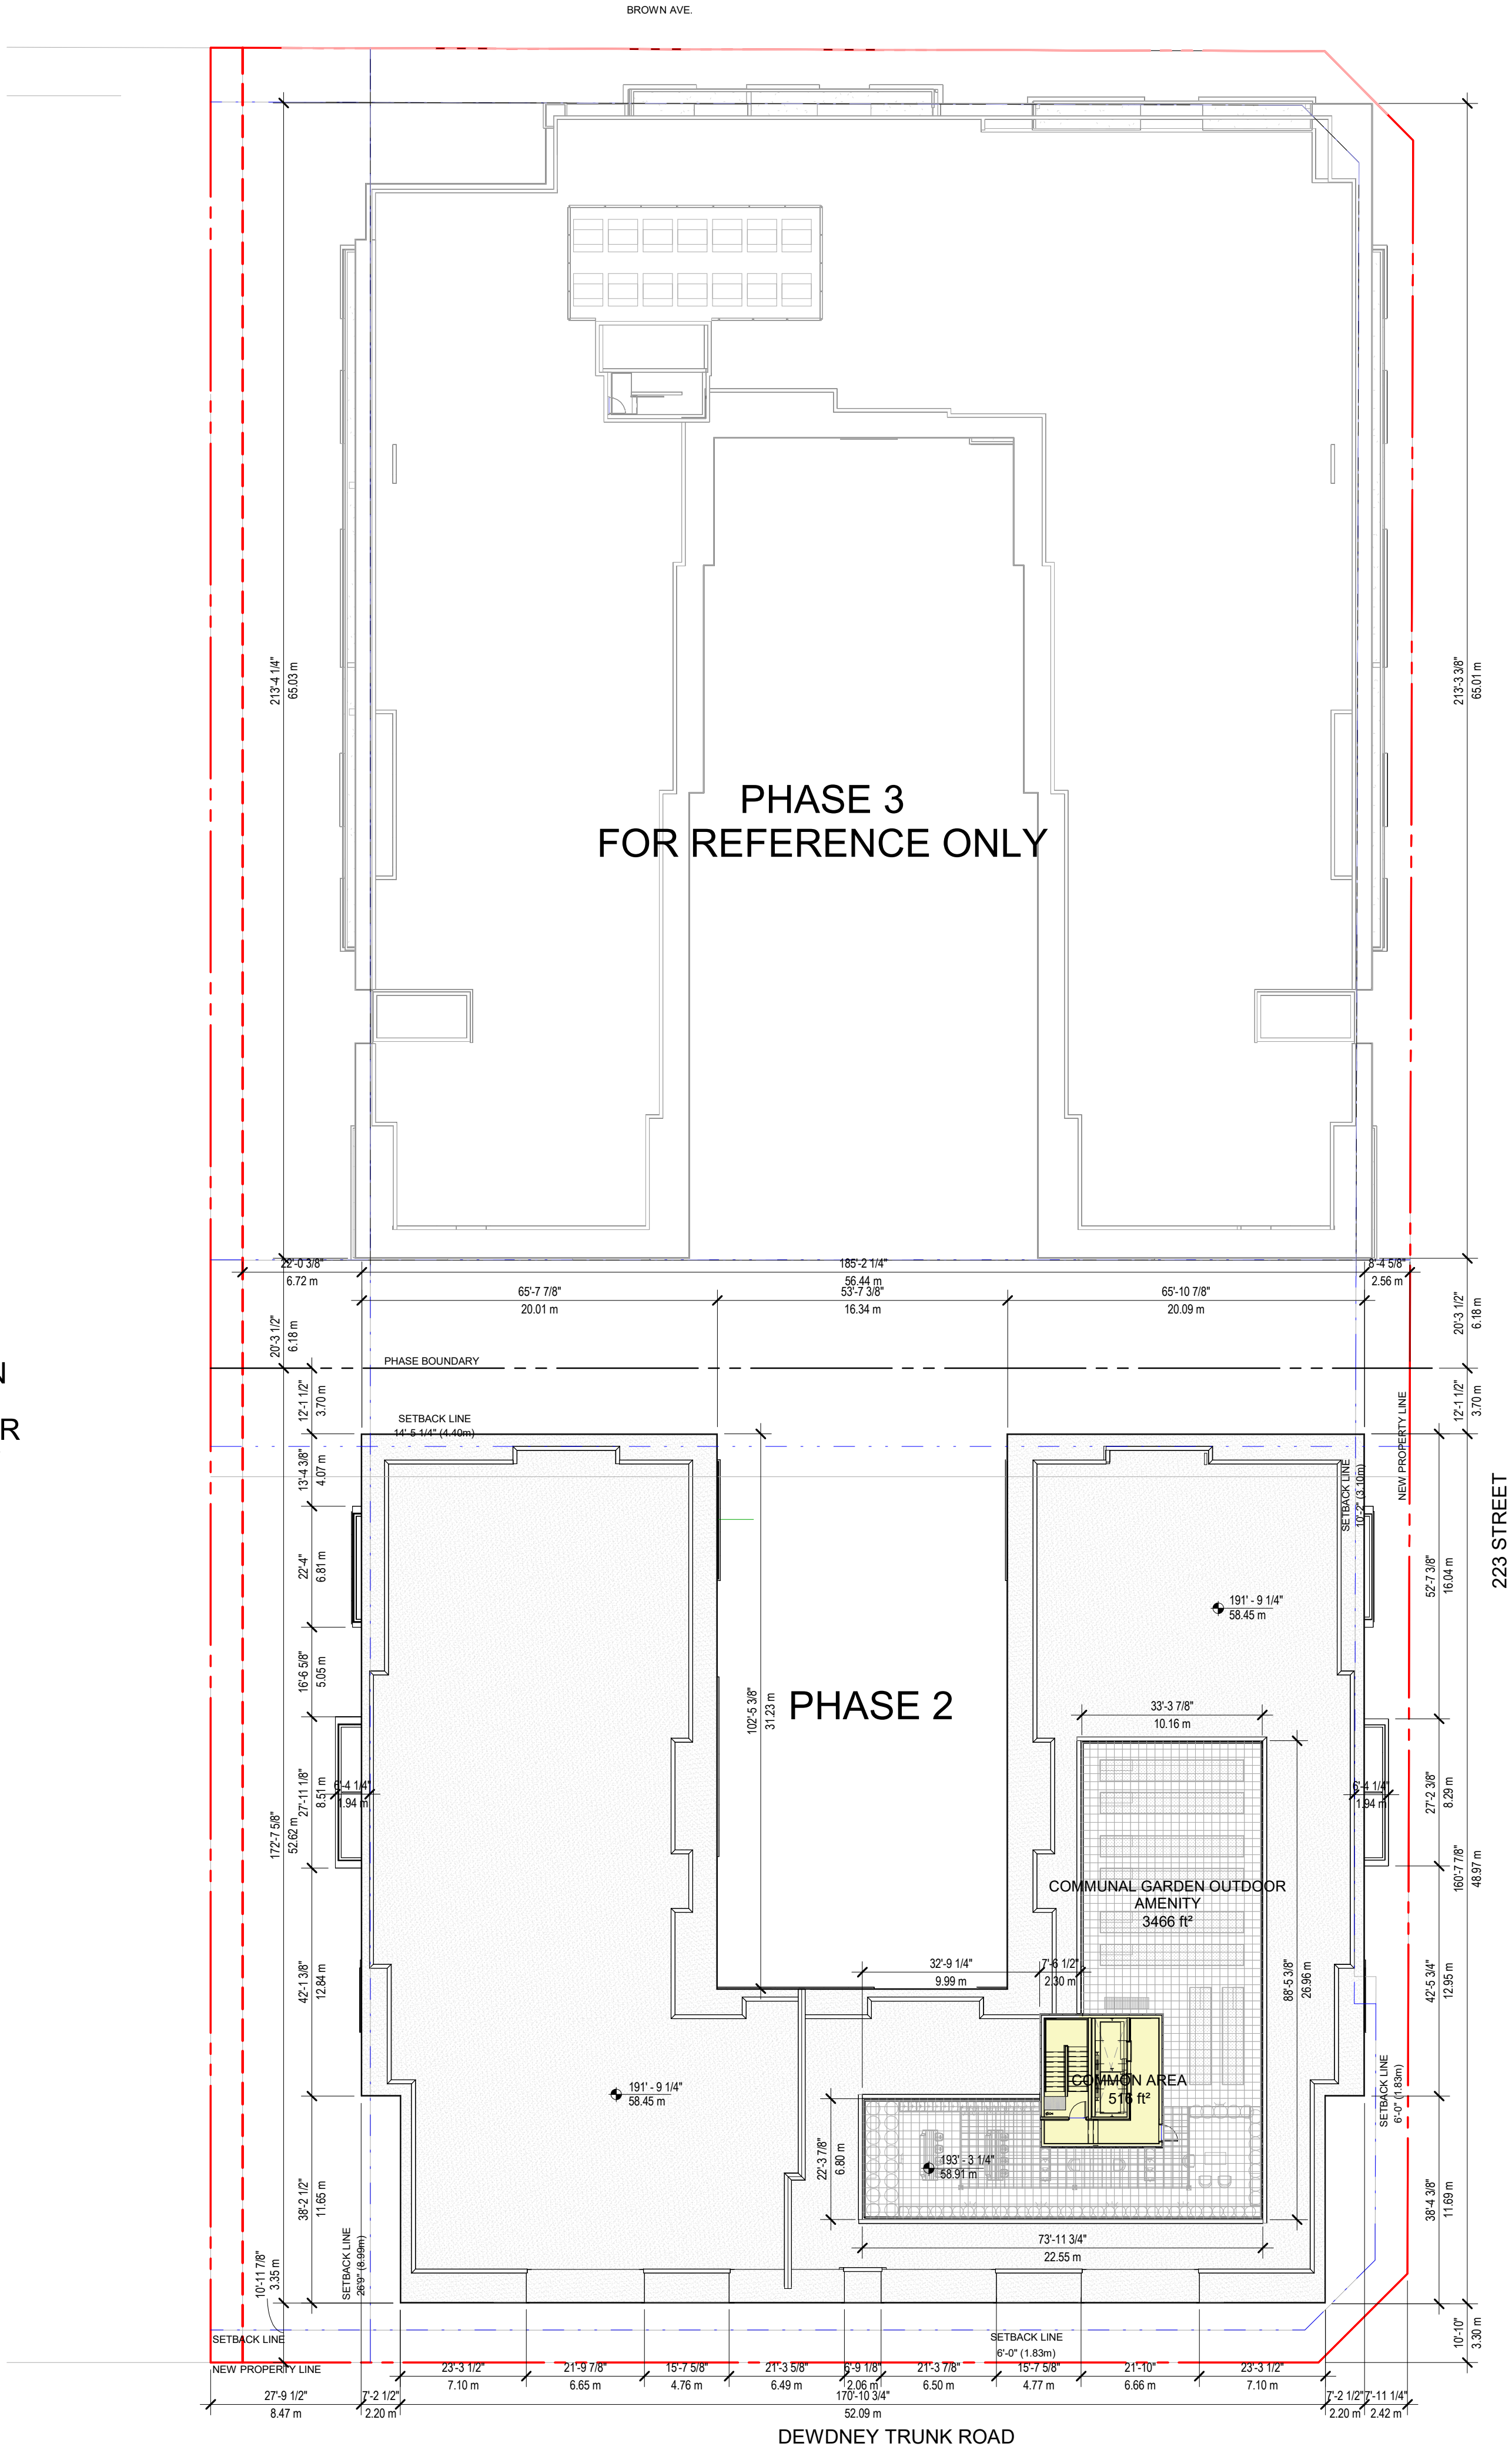 BROWN AVE.
213'-4 1/4"
65.03 m
213'-3 3/8"
65.01 m
PHASE 3
FOR REFERENCE ONLY
22'-0 3/8"
6.72 m
185'-2 1/4"
56.44 m
8'-4 5/8"
2.56 m
65'-7 7/8"
20.01 m
53'-7 3/8"
16.34 m
65'-10 7/8"
20.09 m
20'-3 1/2"
6.18 m
20'-3 1/2"
6.18 m
PHASE BOUNDARY
N
R
12'-1 1/2"
3.70 m
12'-1 1/2"
3.70 m
SETBACK LINE
14'-5 1/4" (4.40m)
NEW PROPERTY LINE
SETBACK LINE
10'-2" (3.10m)
223 STREET
13'-4 3/8"
4.07 m
22'-4"
6.81 m
16'-6 5/8"
5.05 m
52'-7 3/8"
16.04 m
191' - 9 1/4"
58.45 m
102'-5 3/8"
31.23 m
PHASE 2
33'-3 7/8"
10.16 m
172'-7 5/8"
52.62 m
27'-11 1/8"
8.51 m
6'-4 1/4"
1.94 m
6'-4 1/4"
1.94 m
27'-2 3/8"
8.29 m
160'-7 7/8"
48.97 m
COMMUNAL GARDEN OUTDOOR
AMENITY
3466 ft²
32'-9 1/4"
9.99 m
7'-6 1/2"
2.30 m
88'-5 3/8"
26.96 m
42'-1 3/8"
12.84 m
42'-5 3/4"
12.95 m
COMMON AREA
516 ft²
191' - 9 1/4"
58.45 m
SETBACK LINE
6'-0" (1.83m)
22'-3 7/8"
6.80 m
193' - 3 1/4"
58.91 m
38'-2 1/2"
11.65 m
38'-4 3/8"
11.69 m
73'-11 3/4"
22.55 m
10'-11 7/8"
3.35 m
SETBACK LINE
26'9" (8.99m)
10'-10"
3.30 m
SETBACK LINE
SETBACK LINE
6'-0" (1.83m)
NEW PROPERTY LINE
23'-3 1/2"
7.10 m
21'-9 7/8"
6.65 m
15'-7 5/8"
4.76 m
21'-3 5/8"
6.49 m
6'-9 1/8"
2.06 m
21'-3 7/8"
6.50 m
15'-7 5/8"
4.77 m
21'-10"
6.66 m
23'-3 1/2"
7.10 m
27'-9 1/2"
8.47 m
7'-2 1/2"
2.20 m
170'-10 3/4"
52.09 m
7'-2 1/2"
2.20 m
7'-11 1/4"
2.42 m
DEWDNEY TRUNK ROAD